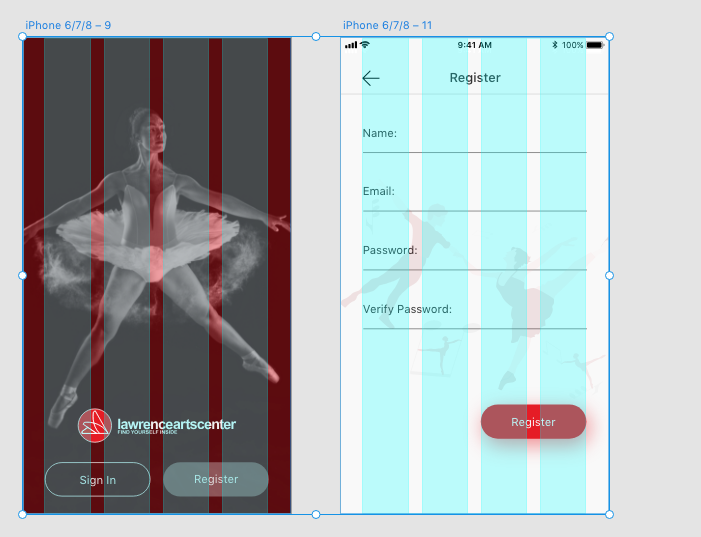 iPhone 6/7/8 – 9
iPhone 6/7/8 – 11
9:41 AM
100%
Register
Name:
Email:
Password:
Verify Password:
Register
lawrenceartscenter
FIND YOURSELF INSIDE
Sign In
Register